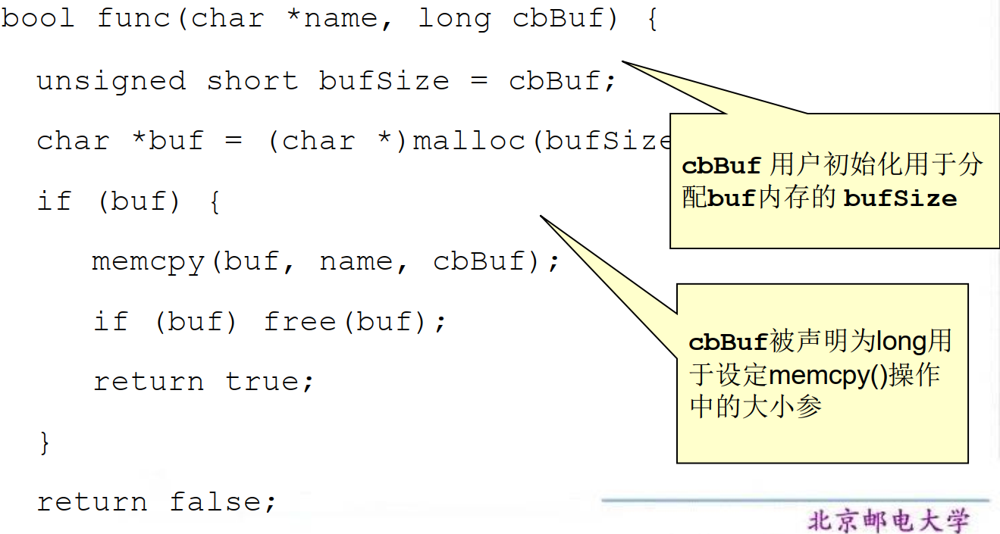 bool func(char *name, long cbBuf) {
unsigned short bufSize = cbBuf;
char *buf = (char *)malloc(bufSize
if (buf) {
memcpy(buf, name, cbBuf);
if (buf) free(buf);
return true;
}
return false;
cbBuf 用户初始化用于分
配buf内存的 bufSize
cbBuf被声明为long用
于设定memcpy()操作
中的大小参
北京邮电大学